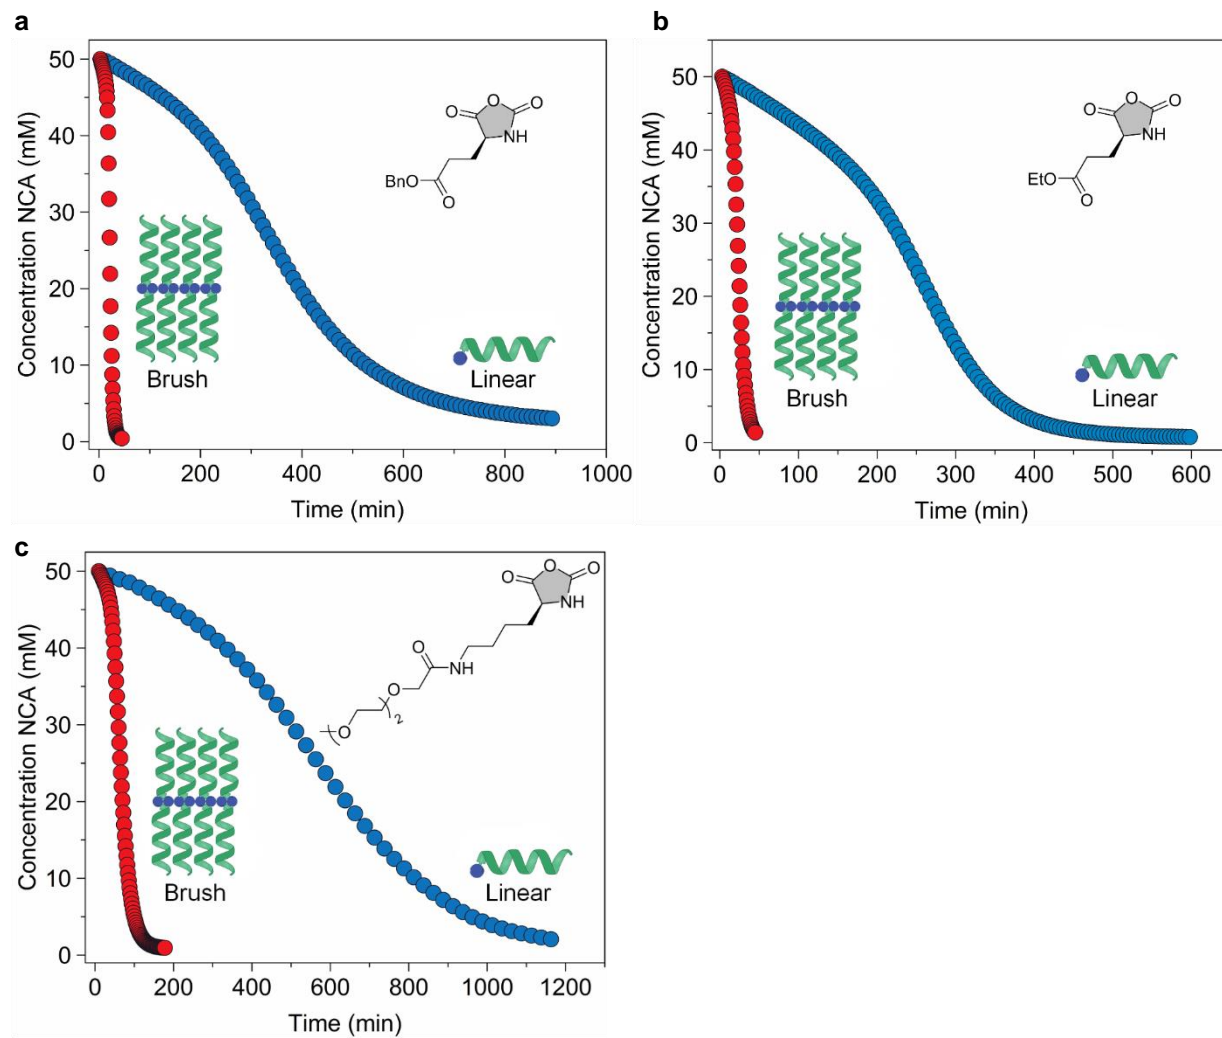 a
Concentration NCA (mM)
50
40
30
20
10
0
0 200 400 600 800 1000
Time (min)
O
O
O
NH
BnO
O
Brush
Linear
b
Concentration NCA (mM)
50
40
30
20
10
0
0 100 200 300 400 500 600
Time (min)
O
O
O
NH
EtO
O
Brush
Linear
c
Concentration NCA (mM)
50
40
30
20
10
0
0 200 400 600 800 1000 1200
Time (min)
O
O
O
NH
O
NH
O
2
O
Brush
Linear